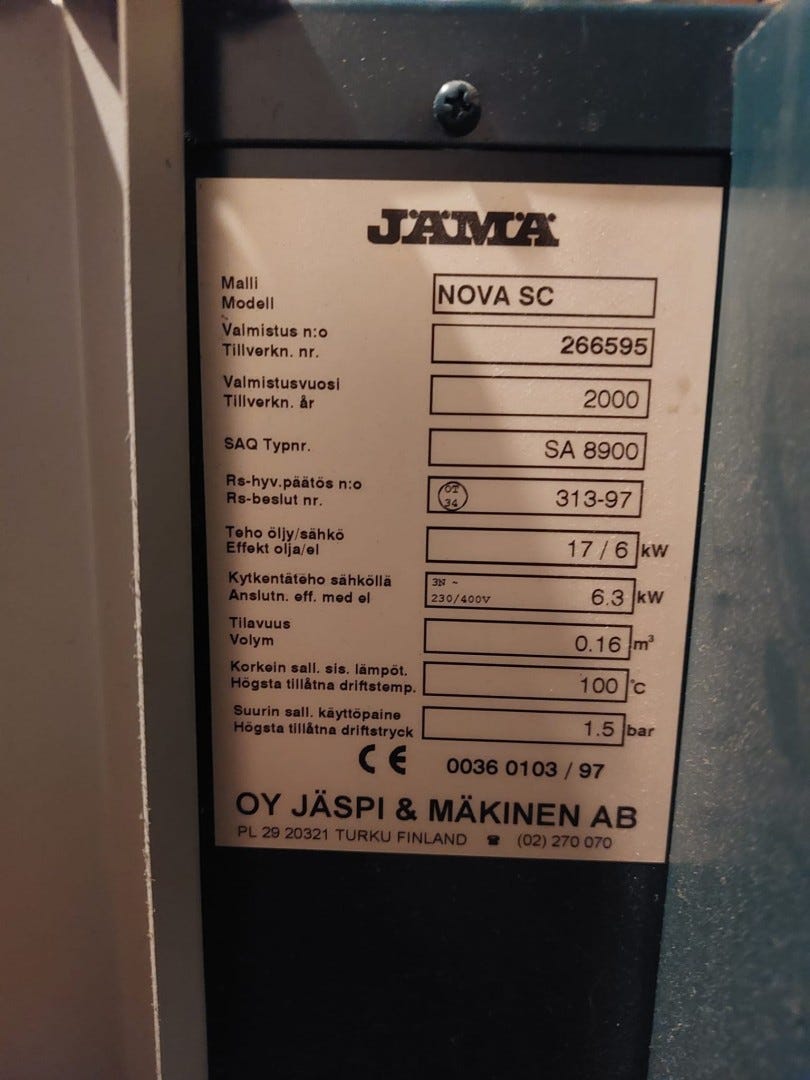 JÄMÄ
Malli
Modell
NOVA SC
Valmistus n:o
Tillverkn. nr.
266595
Valmistusvuosi
Tillverkn. år
2000
SAQ Typnr.
SA 8900
Rs-hyv.päätös n:o
Rs-beslut nr.
OT
34
313-97
Teho öljy/sähkö
Effekt olja/el
17 / 6 kW
Kytkentäteho sähköllä
Anslutn. eff. med el
3N ~
230/400V
6.3 kW
Tilavuus
Volym
0.16 m³
Korkein sall. sis. lämpöt.
Högsta tillåtna driftstemp.
100 °C
Suurin sall. käyttöpaine
Högsta tillåtna driftstryck
1.5 bar
CE 0036 0103 / 97
OY JÄSPI & MÄKINEN AB
PL 29 20321 TURKU FINLAND ☎ (02) 270 070